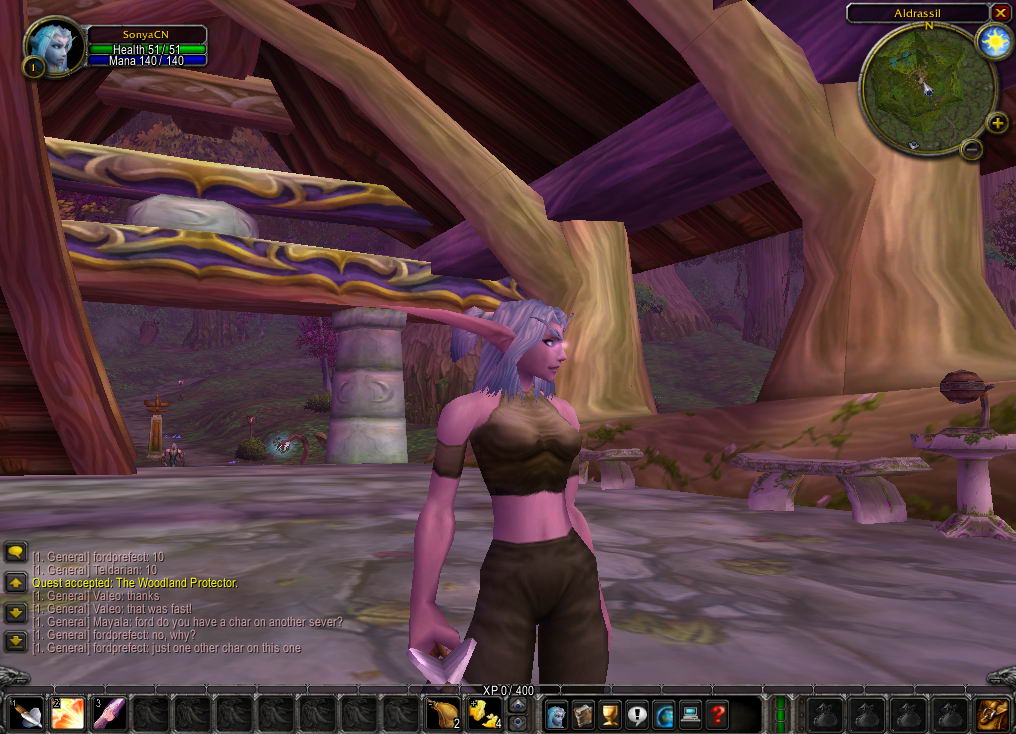 SonyaCN
Health 51 / 51
Mana 140 / 140
1
Aldrassil
N
[1. General] fordprefect: 10
[1. General] Teldarian: 10
Quest accepted: The Woodland Protector.
[1. General] Valeo: thanks
[1. General] Valeo: that was fast!
[1. General] Mayala: ford do you have a char on another sever?
[1. General] fordprefect: no, why?
[1. General] fordprefect: just one other char on this one
XP 0 / 400
1
2
3
2
4